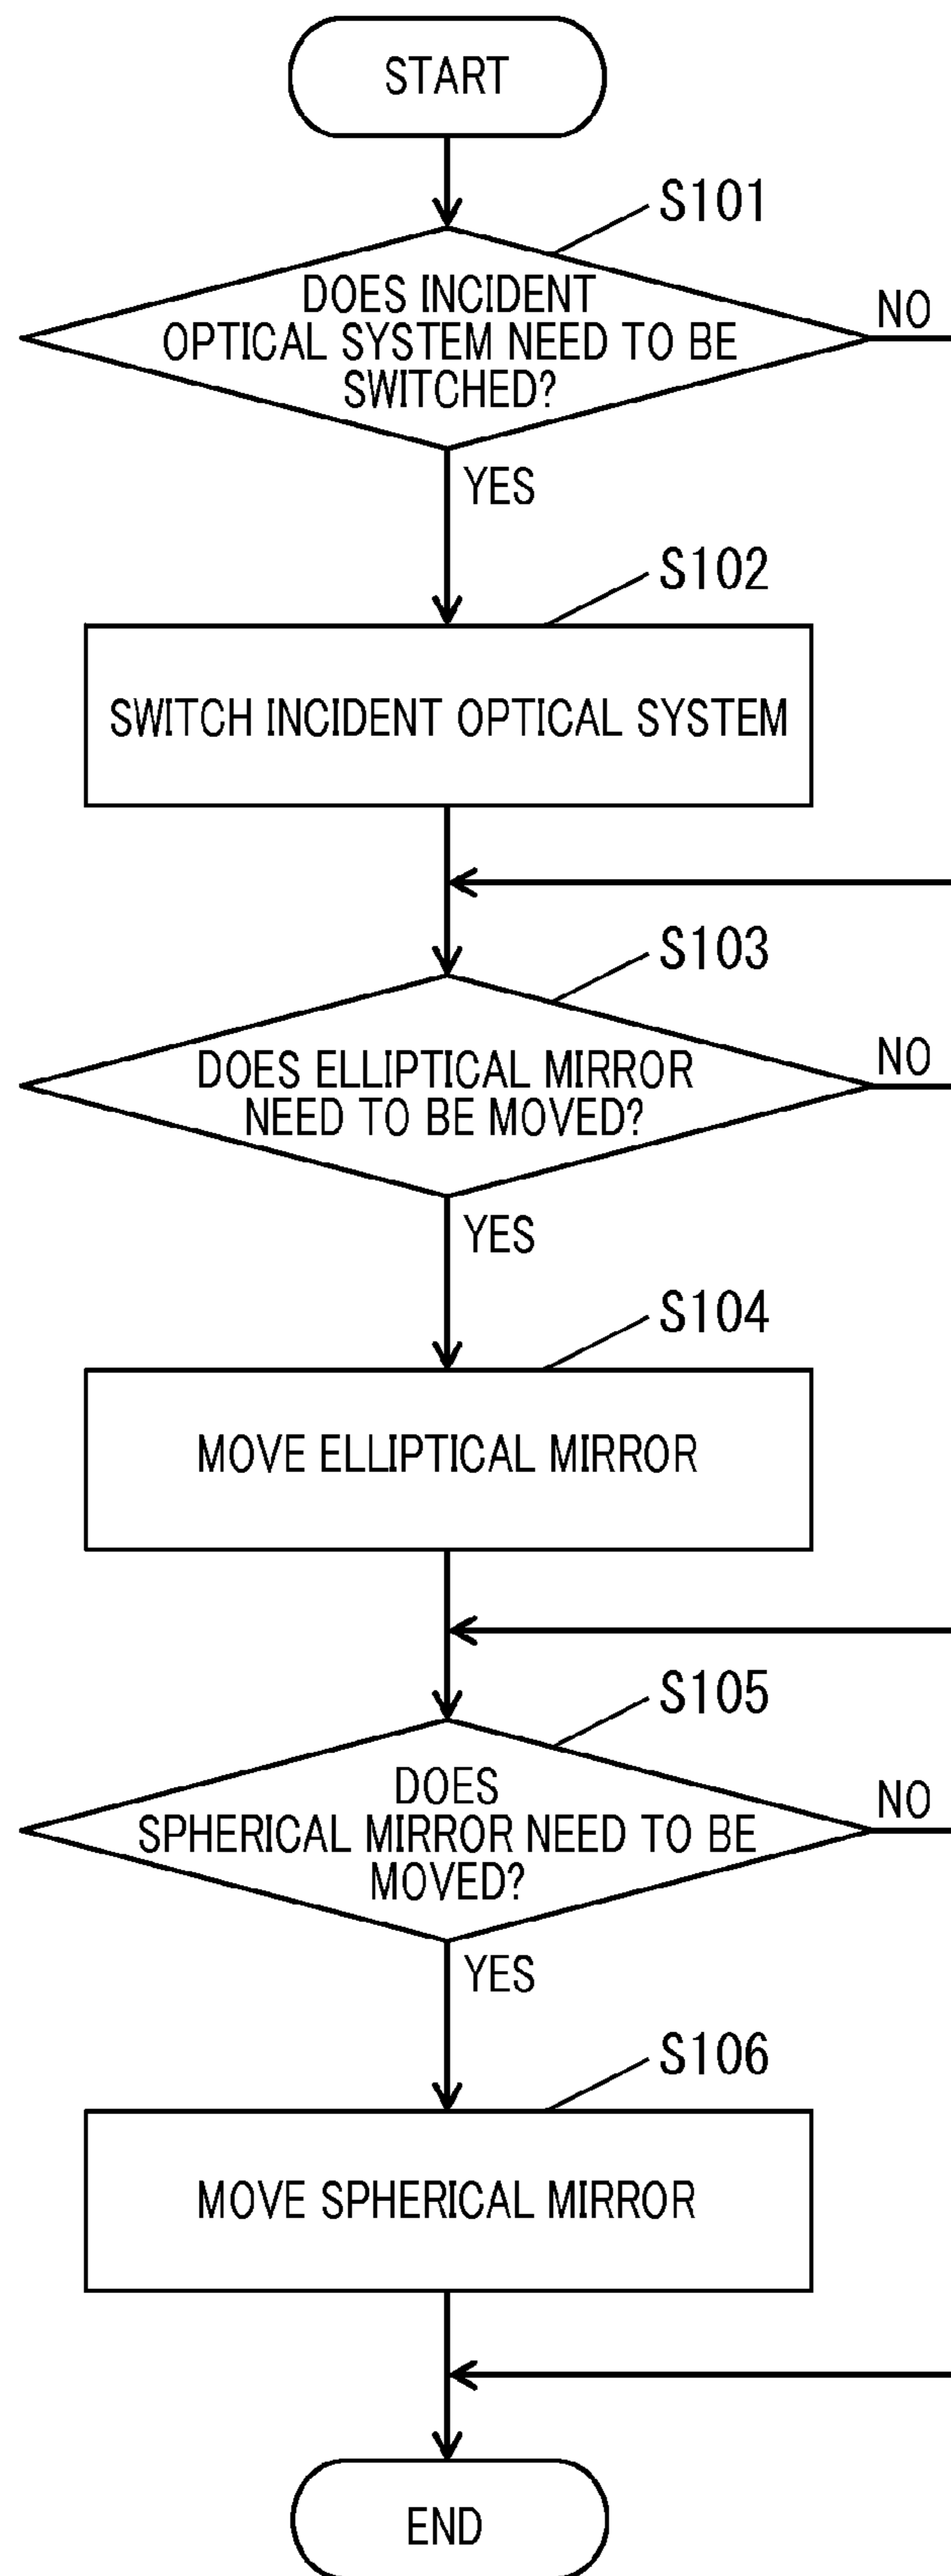 START
S101
DOES INCIDENT
OPTICAL SYSTEM NEED TO BE
SWITCHED?
NO
YES
S102
SWITCH INCIDENT OPTICAL SYSTEM
S103
DOES ELLIPTICAL MIRROR
NEED TO BE MOVED?
NO
YES
S104
MOVE ELLIPTICAL MIRROR
S105
DOES
SPHERICAL MIRROR NEED TO BE
MOVED?
NO
YES
S106
MOVE SPHERICAL MIRROR
END